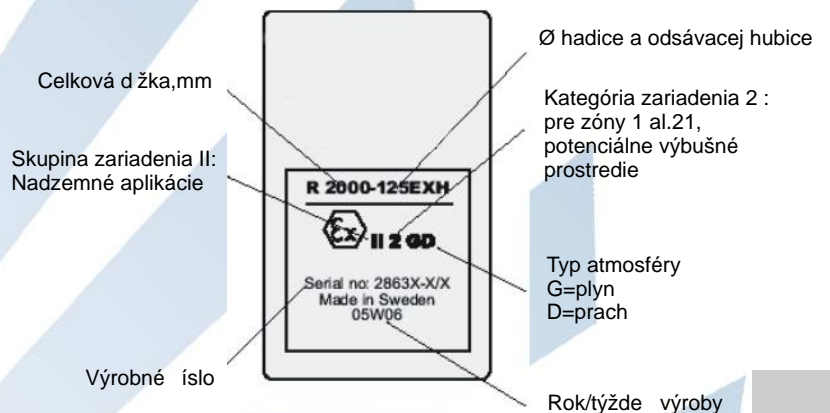 Ø hadice a odsávacej hubice
Celková d žka,mm
Kategória zariadenia 2 :
pre zóny 1 al.21,
potenciálne výbušné
prostredie
Skupina zariadenia II:
Nadzemné aplikácie
R 2000-125EXH
Ex II 2 GD
Typ atmosféry
G=plyn
D=prach
Serial no: 2863X-X/X
Made in Sweden
05W06
Výrobné íslo
Rok/týžde výroby